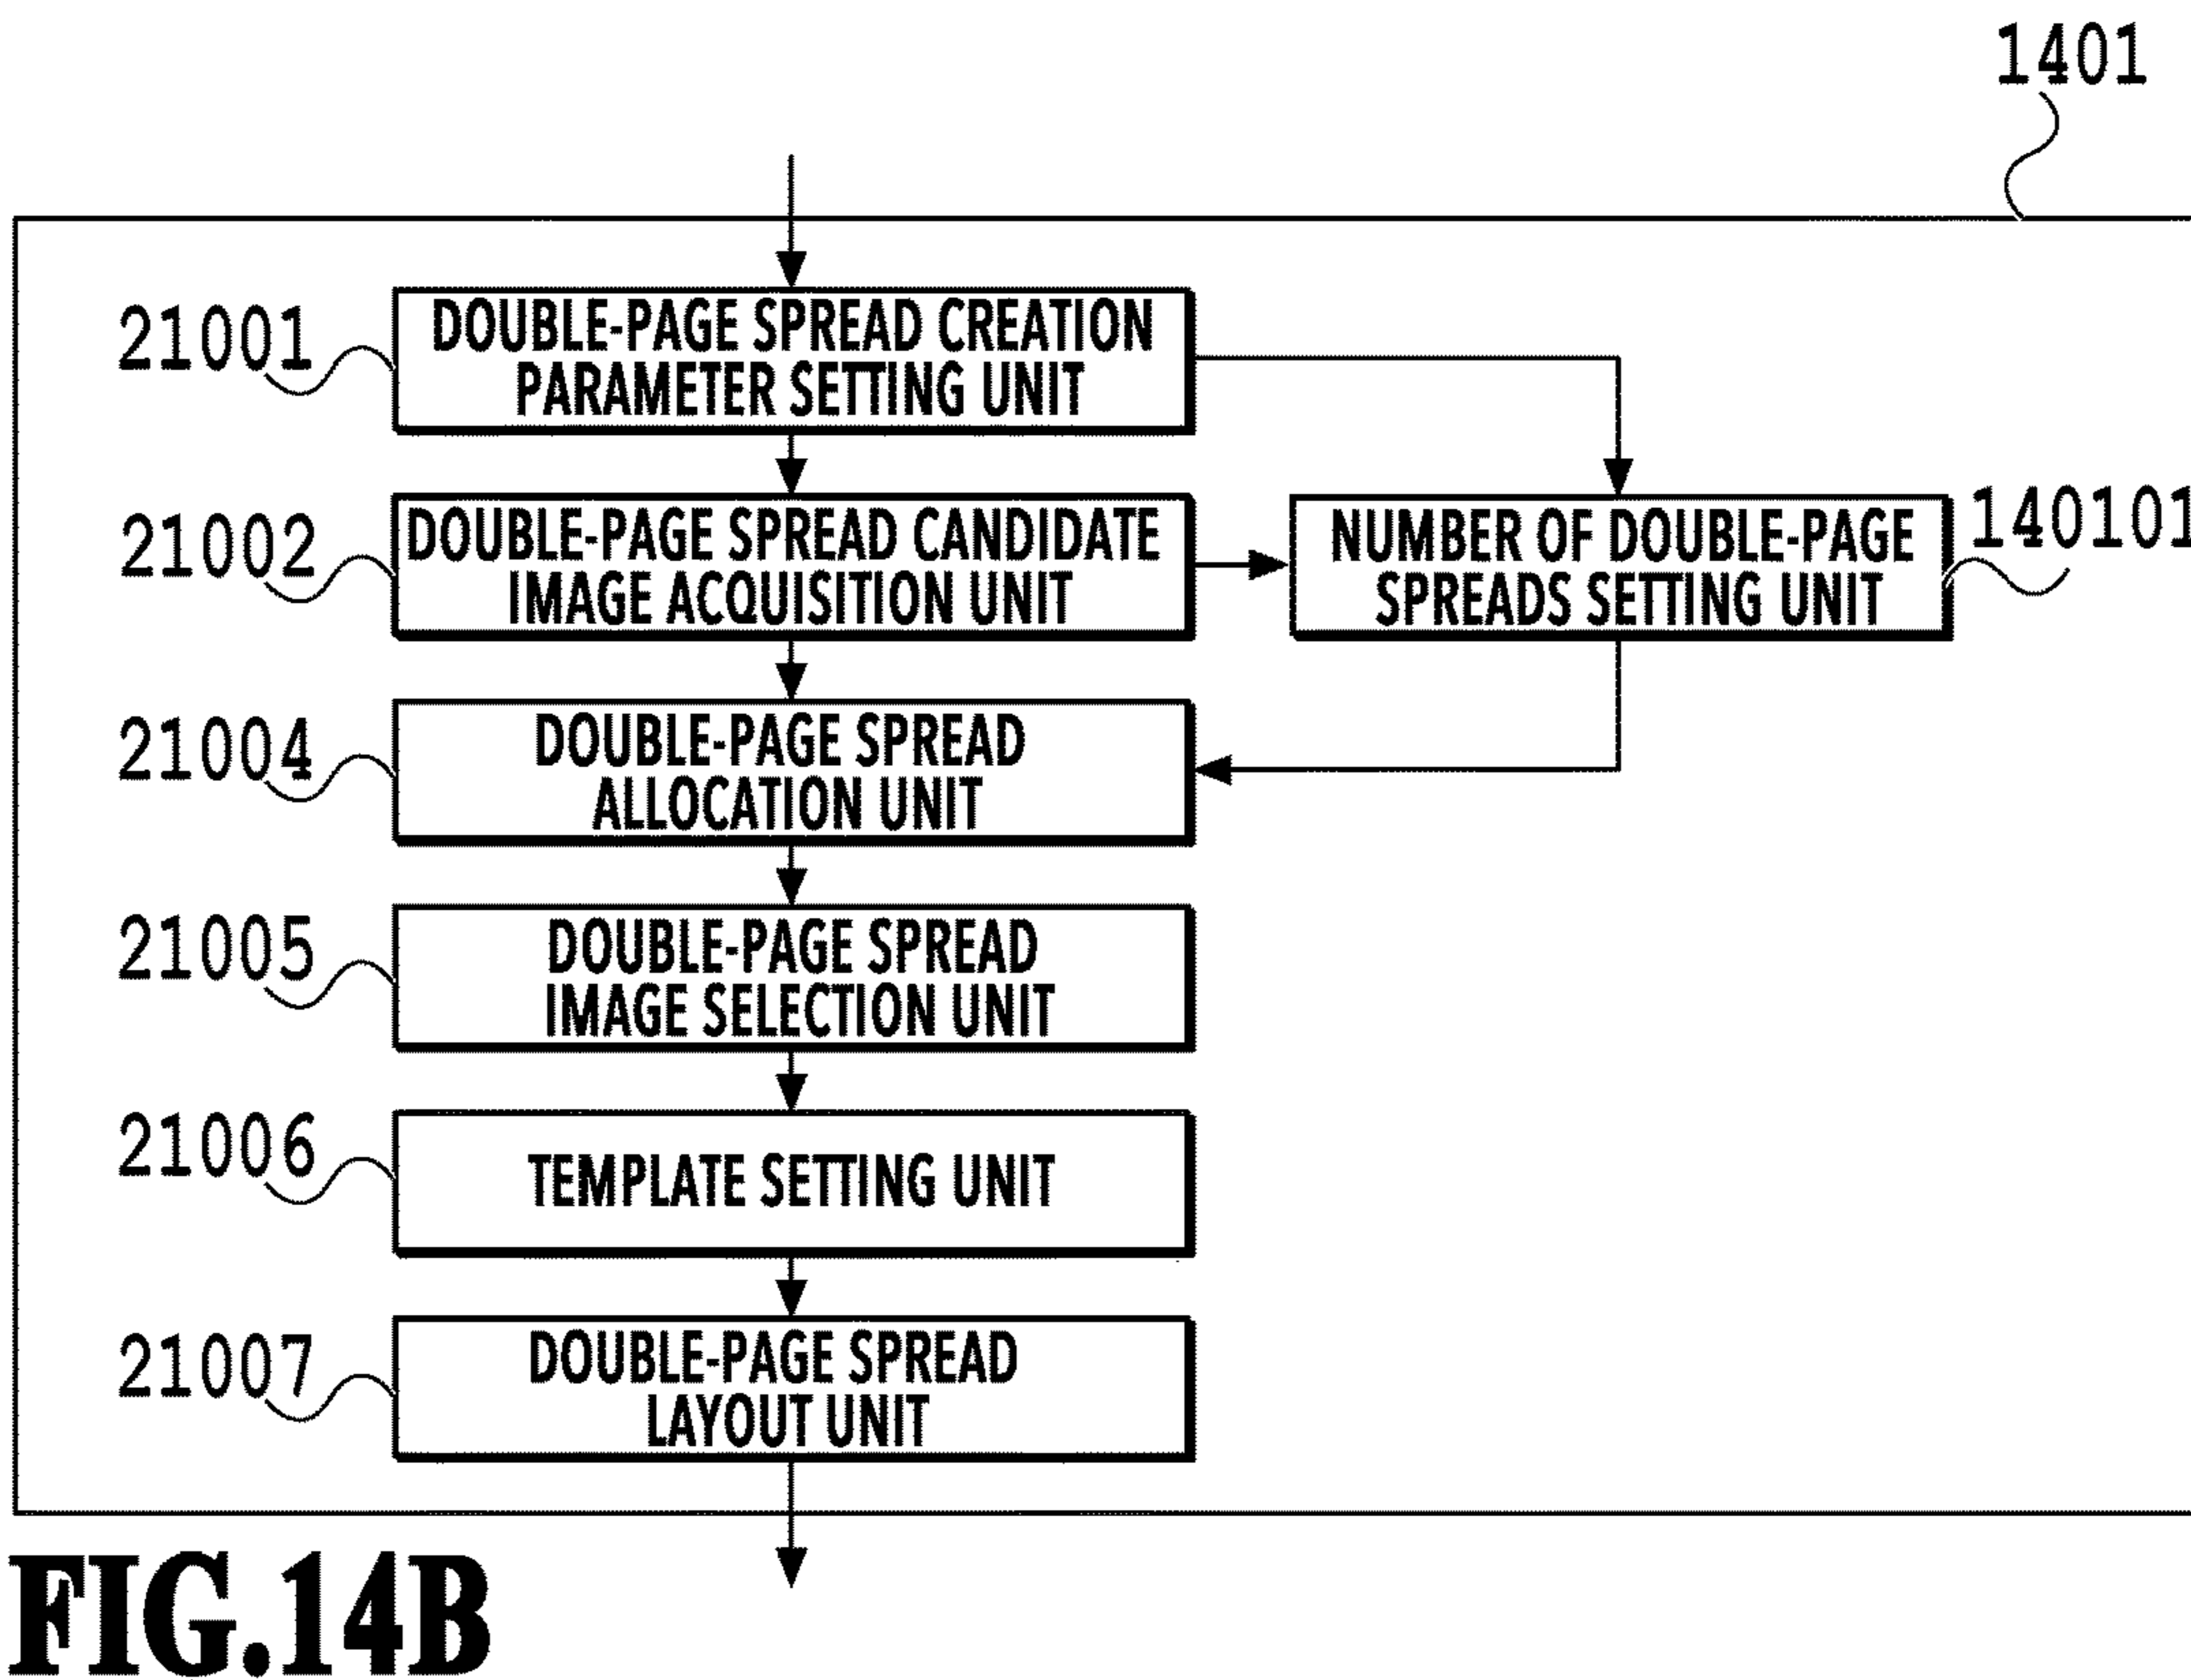 1401
21001
DOUBLE-PAGE SPREAD CREATION
PARAMETER SETTING UNIT
21002
DOUBLE-PAGE SPREAD CANDIDATE
IMAGE ACQUISITION UNIT
NUMBER OF DOUBLE-PAGE
SPREADS SETTING UNIT
140101
21004
DOUBLE-PAGE SPREAD
ALLOCATION UNIT
21005
DOUBLE-PAGE SPREAD
IMAGE SELECTION UNIT
21006
TEMPLATE SETTING UNIT
21007
DOUBLE-PAGE SPREAD
LAYOUT UNIT
FIG.14B